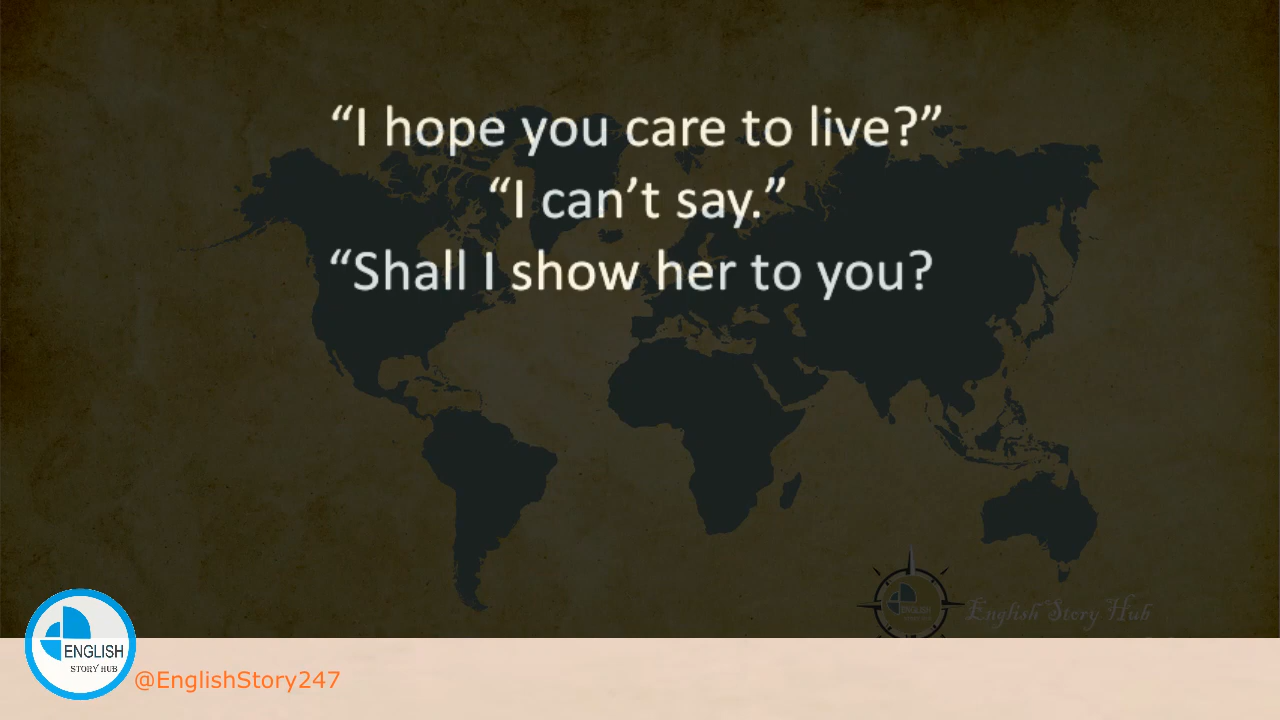 “I hope you care to live?”
“I can’t say.”
“Shall I show her to you?
English Story Hub
ENGLISH
STORY HUB
@EnglishStory247